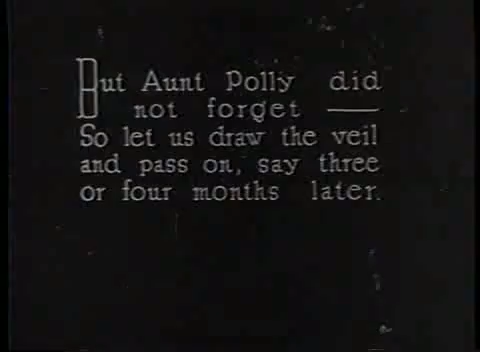 But Aunt Polly did
not forget ——
So let us draw the veil
and pass on, say three
or four months later.